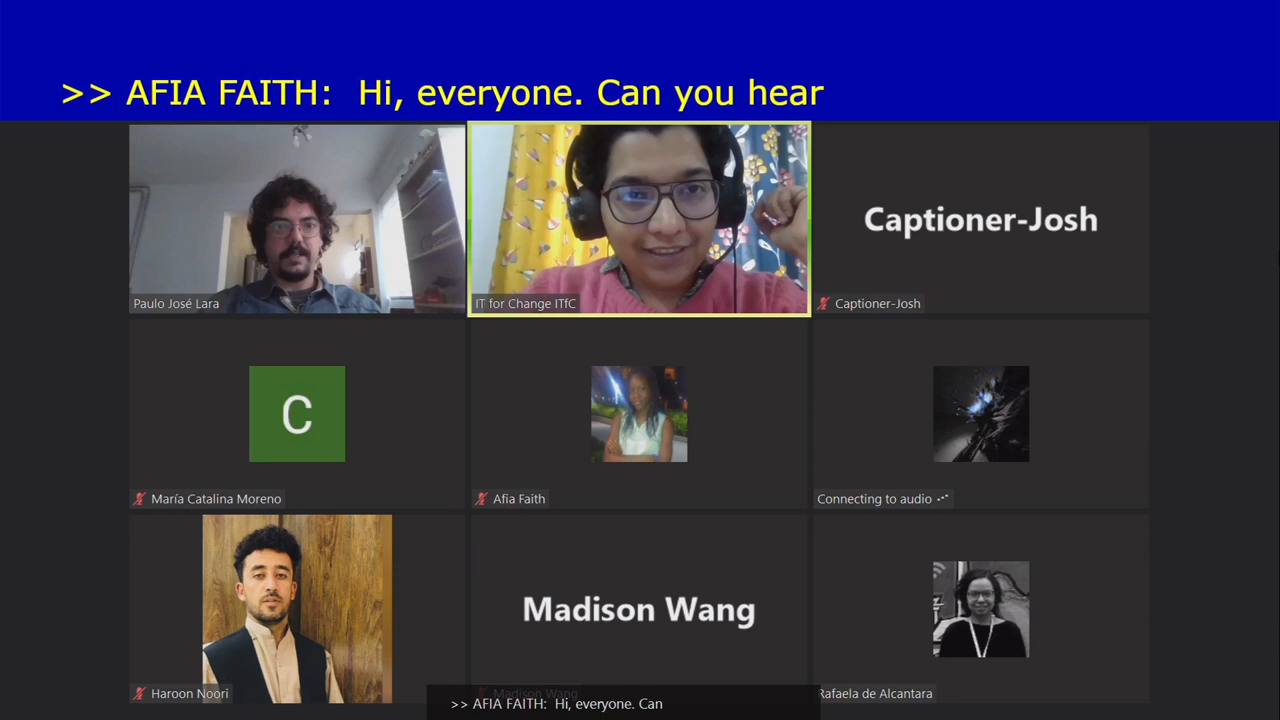 >> AFIA FAITH:  Hi, everyone. Can you hear
Paulo José Lara
IT for Change ITfC
Captioner-Josh
Captioner-Josh
C
María Catalina Moreno
Afia Faith
Connecting to audio
Haroon Noori
Madison Wang
Madison Wang
Rafaela de Alcantara
>> AFIA FAITH:  Hi, everyone. Can